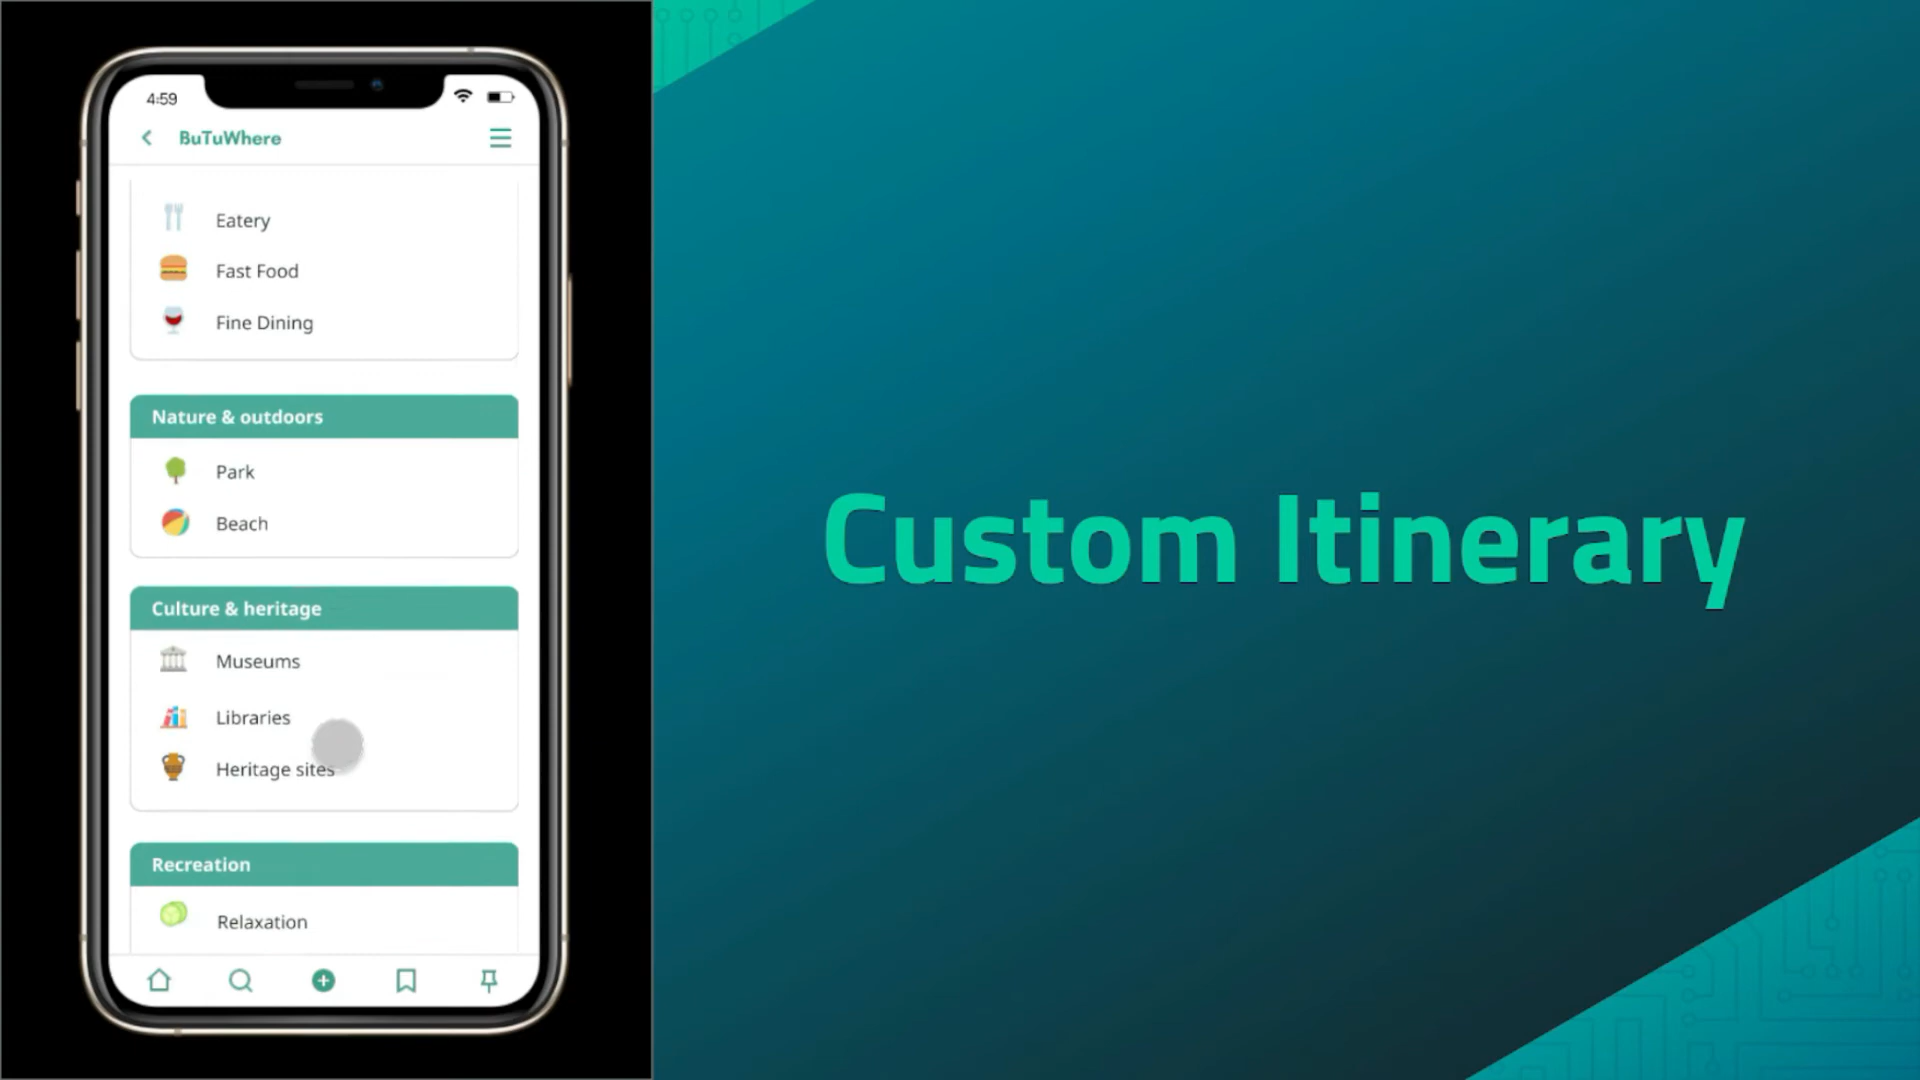 4:59
BuTuWhere
Eatery
Fast Food
Fine Dining
Nature & outdoors
Park
Beach
Culture & heritage
Museums
Libraries
Heritage sites
Recreation
Relaxation
Custom Itinerary